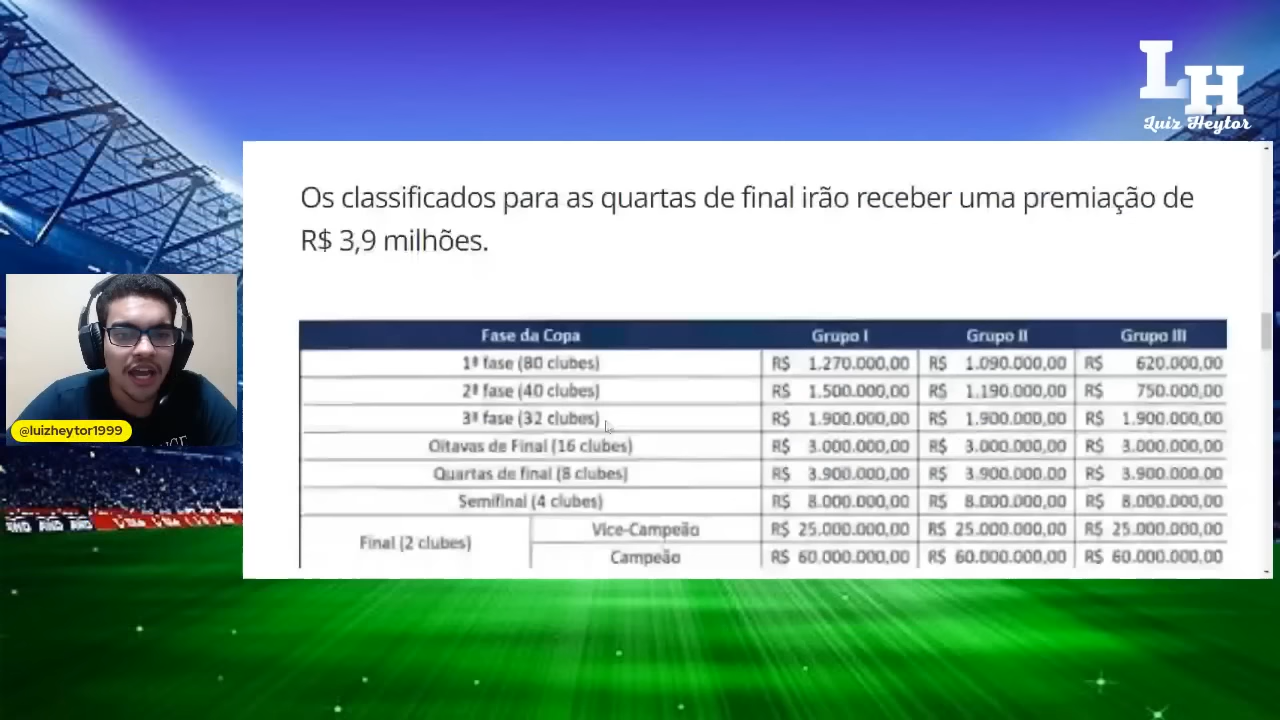 LH
Luiz Heytor
Os classificados para as quartas de final irão receber uma premiação de
R$ 3,9 milhões.
Fase da Copa Grupo I Grupo II Grupo III
1ª fase (80 clubes) R$ 1.270.000,00 R$ 1.090.000,00 R$ 620.000,00
2ª fase (40 clubes) R$ 1.500.000,00 R$ 1.190.000,00 R$ 750.000,00
3ª fase (32 clubes) R$ 1.900.000,00 R$ 1.900.000,00 R$ 1.900.000,00
Oitavas de Final (16 clubes) R$ 3.000.000,00 R$ 3.000.000,00 R$ 3.000.000,00
Quartas de final (8 clubes) R$ 3.900.000,00 R$ 3.900.000,00 R$ 3.900.000,00
Semifinal (4 clubes) R$ 8.000.000,00 R$ 8.000.000,00 R$ 8.000.000,00
Final (2 clubes) Vice-Campeão R$ 25.000.000,00 R$ 25.000.000,00 R$ 25.000.000,00
Campeão R$ 60.000.000,00 R$ 60.000.000,00 R$ 60.000.000,00
@luizheytor1999